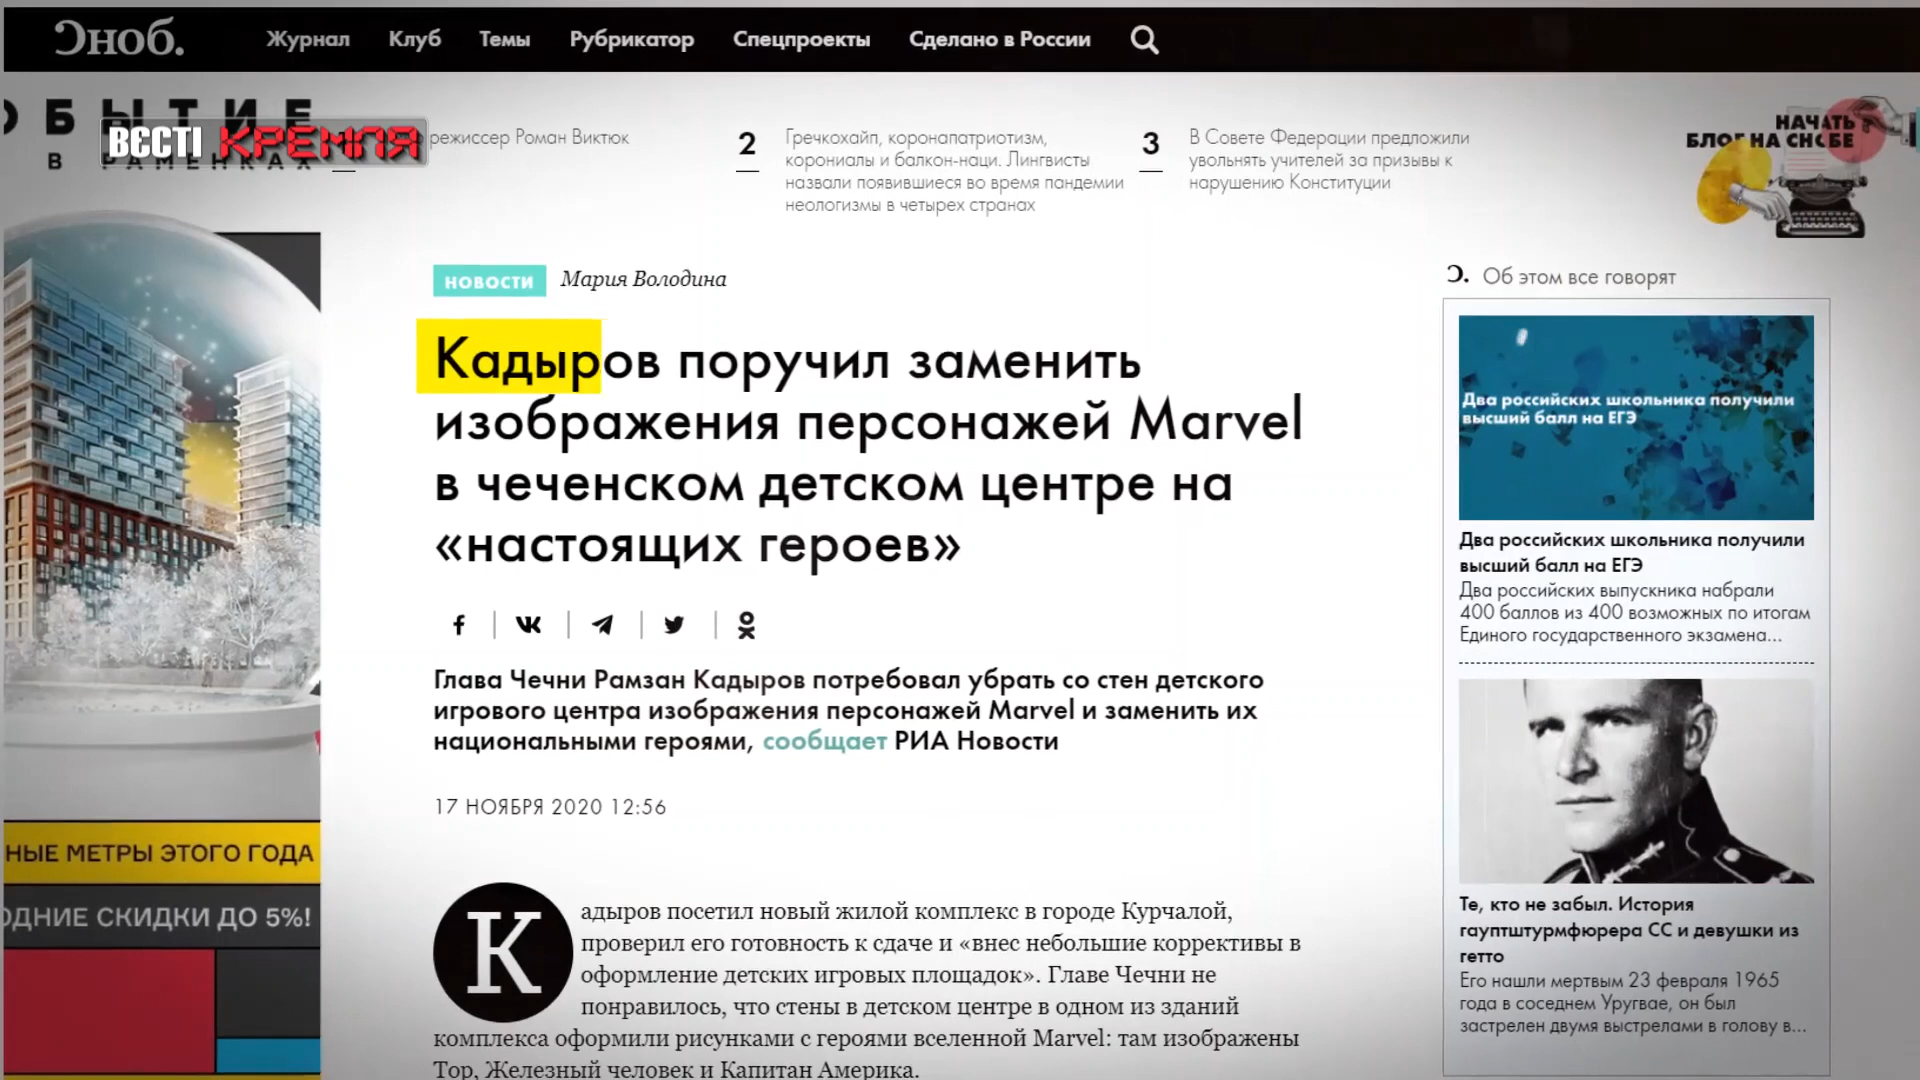 Сноб.
Журнал
Клуб
Темы
Рубрикатор
Спецпроекты
Сделано в России
ОБЫТИЕ
В РАМЕНКАХ
ВЄСТІ КРЕМЛЯ
режиссер Роман Виктюк
2
Гречкохайп, коронапатриотизм,
корониалы и балкон-наци. Лингвисты
назвали появившиеся во время пандемии
неологизмы в четырех странах
3
В Совете Федерации предложили
увольнять учителей за призывы к
нарушению Конституции
НАЧАТЬ
БЛОГ НА СНОБЕ
НОВОСТИ
Мария Володина
Кадыров поручил заменить
изображения персонажей Marvel
в чеченском детском центре на
«настоящих героев»
Глава Чечни Рамзан Кадыров потребовал убрать со стен детского
игрового центра изображения персонажей Marvel и заменить их
национальными героями, сообщает РИА Новости
17 НОЯБРЯ 2020 12:56
Кадыров посетил новый жилой комплекс в городе Курчалой,
проверил его готовность к сдаче и «внес небольшие коррективы в
оформление детских игровых площадок». Главе Чечни не
понравилось, что стены в детском центре в одном из зданий
комплекса оформили рисунками с героями вселенной Marvel: там изображены
Тор, Железный человек и Капитан Америка.
Об этом все говорят
Два российских школьника получили
высший балл на ЕГЭ
Два российских школьника получили
высший балл на ЕГЭ
Два российских выпускника набрали
400 баллов из 400 возможных по итогам
Единого государственного экзамена...
Те, кто не забыл. История
гауптштурмфюрера СС и девушки из
гетто
Его нашли мертвым 23 февраля 1965
года в соседнем Уругвае, он был
застрелен двумя выстрелами в голову в...
НЫЕ МЕТРЫ ЭТОГО ГОДА
ОДНИЕ СКИДКИ ДО 5%!